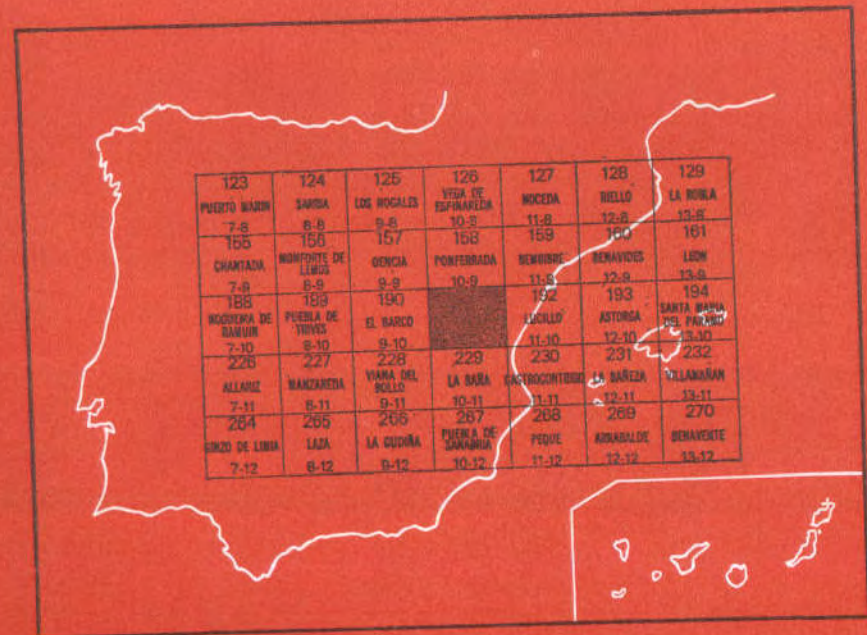 123 124 125 126 127 128 129
PUERTO MARIN SARRIA LOS NOGALES VEGA DE ESPINAREDA NOCEDA RIELLO LA ROBLA
7-8 8-8 9-8 10-8 11-8 12-8 13-8
155 156 157 158 159 160 161
CHANTADA MONFORTE DE LEMOS OENCIA PONFERRADA BEMBIBRE BENAVIDES LEON
7-9 8-9 9-9 10-9 11-9 12-9 13-9
188 189 190 192 193 194
NOGUEIRA DE RAMUIN PUEBLA DE TRIVES EL BARCO LUCILLO ASTORGA SANTA MARIA DEL PARAMO
7-10 8-10 9-10 11-10 12-10 13-10
226 227 228 229 230 231 232
ALLARIZ MANZANEDA VIANA DEL BOLLO LA BAÑA CASTROCONTRIGO LA BAÑEZA VILLAMAÑAN
7-11 8-11 9-11 10-11 11-11 12-11 13-11
264 265 266 267 268 269 270
GINZO DE LIMIA LAZA LA GUDIÑA PUEBLA DE SANABRIA PEQUE ARRABALDE BENAVENTE
7-12 8-12 9-12 10-12 11-12 12-12 13-12